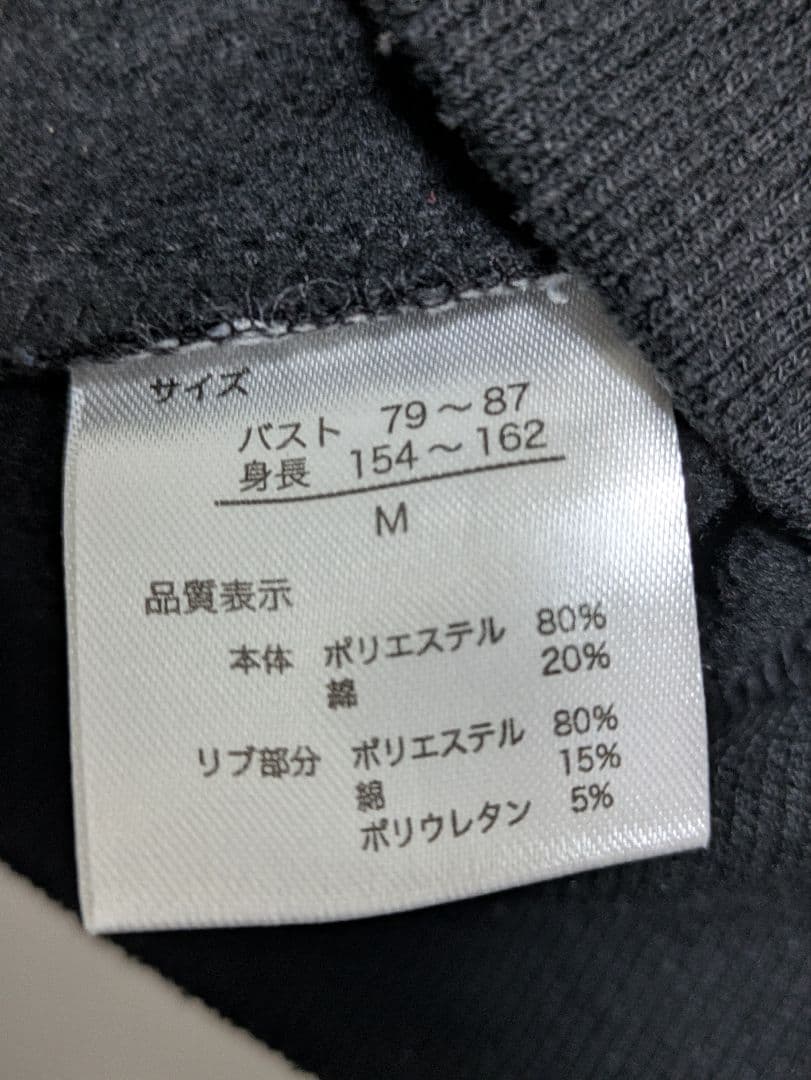 サイズ
バスト 79～87
身長 154～162
M
品質表示
本体 ポリエステル 80%
綿 20%
リブ部分 ポリエステル 80%
綿 15%
ポリウレタン 5%